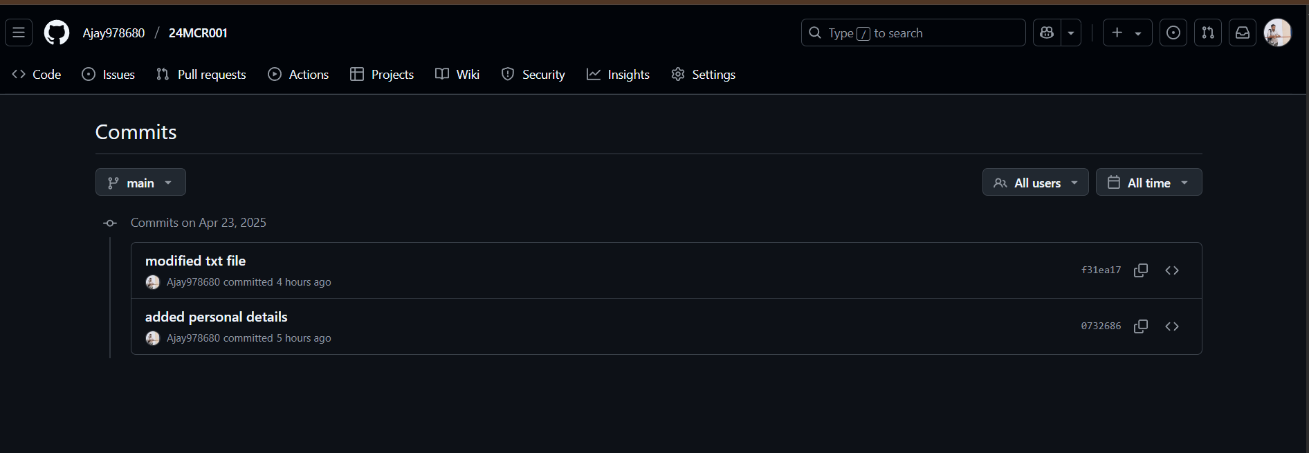 Ajay978680 / 24MCR001
Type / to search
Code Issues Pull requests Actions Projects Wiki Security Insights Settings
Commits
main
All users All time
Commits on Apr 23, 2025
modified txt file
Ajay978680 committed 4 hours ago
f31ea17
added personal details
Ajay978680 committed 5 hours ago
0732686